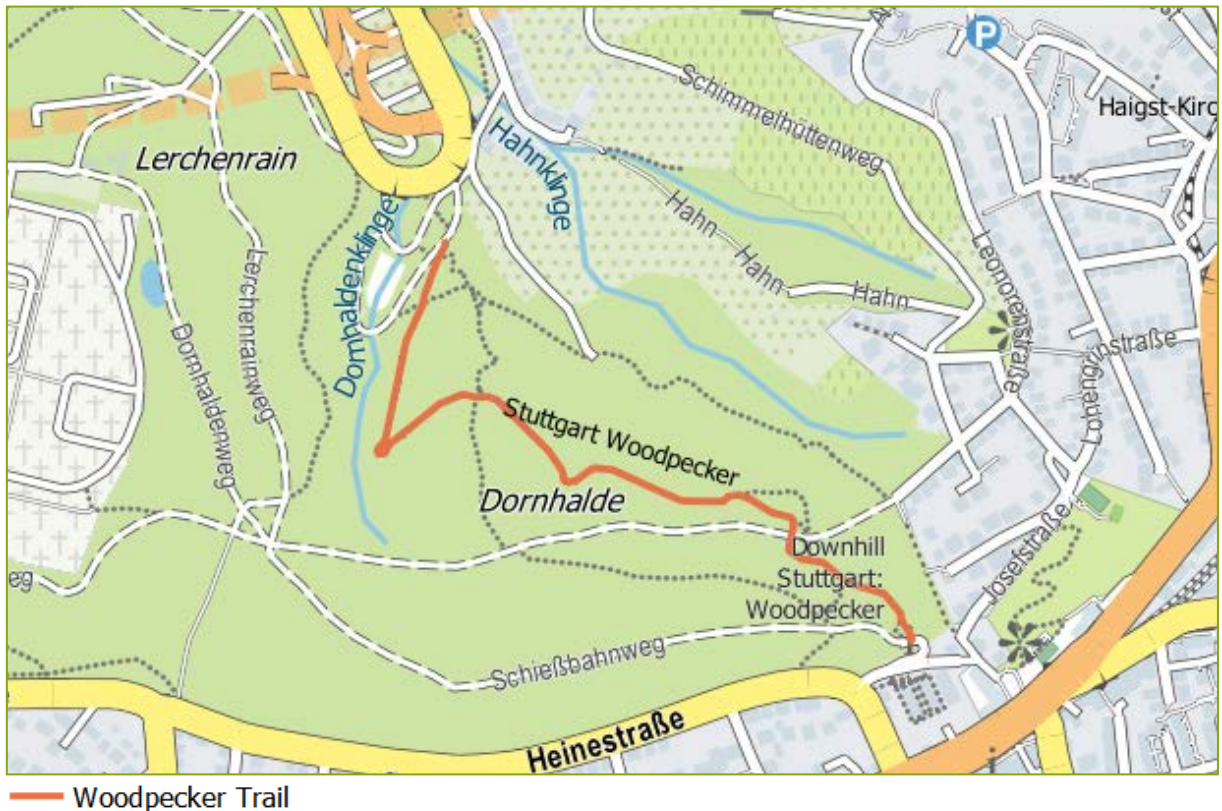 P
Haigst-Kirc
Schimmelhüttenweg
Lerchenrain
Hahnklinge
Dornhaldenklinge
Hahn
Hahn
Hahn
Leonorenstraße
Lohengrinstraße
Lerchenrainweg
Dornhaldenweg
Stuttgart Woodpecker
Dornhalde
Downhill
Stuttgart:
Woodpecker
Josefstraße
eg
Schießbahnweg
Heinestraße
Woodpecker Trail